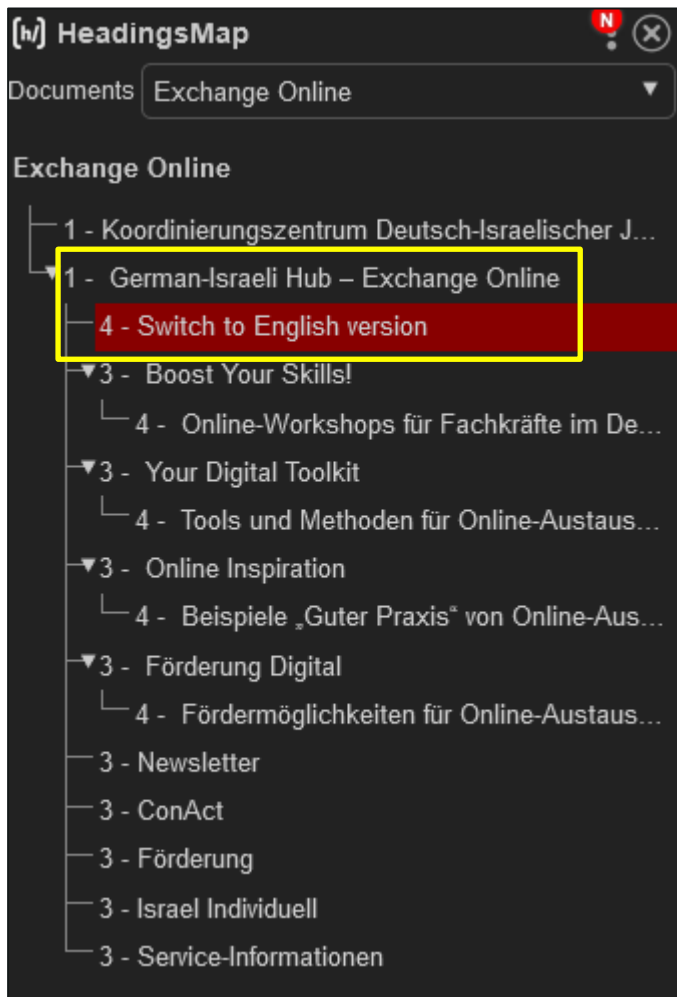 (h/) HeadingsMap N
Documents Exchange Online
Exchange Online
1 - Koordinierungszentrum Deutsch-Israelischer J...
1 - German-Israeli Hub – Exchange Online
4 - Switch to English version
3 - Boost Your Skills!
4 - Online-Workshops für Fachkräfte im De...
3 - Your Digital Toolkit
4 - Tools und Methoden für Online-Austaus...
3 - Online Inspiration
4 - Beispiele „Guter Praxis“ von Online-Aus...
3 - Förderung Digital
4 - Fördermöglichkeiten für Online-Austaus...
3 - Newsletter
3 - ConAct
3 - Förderung
3 - Israel Individuell
3 - Service-Informationen